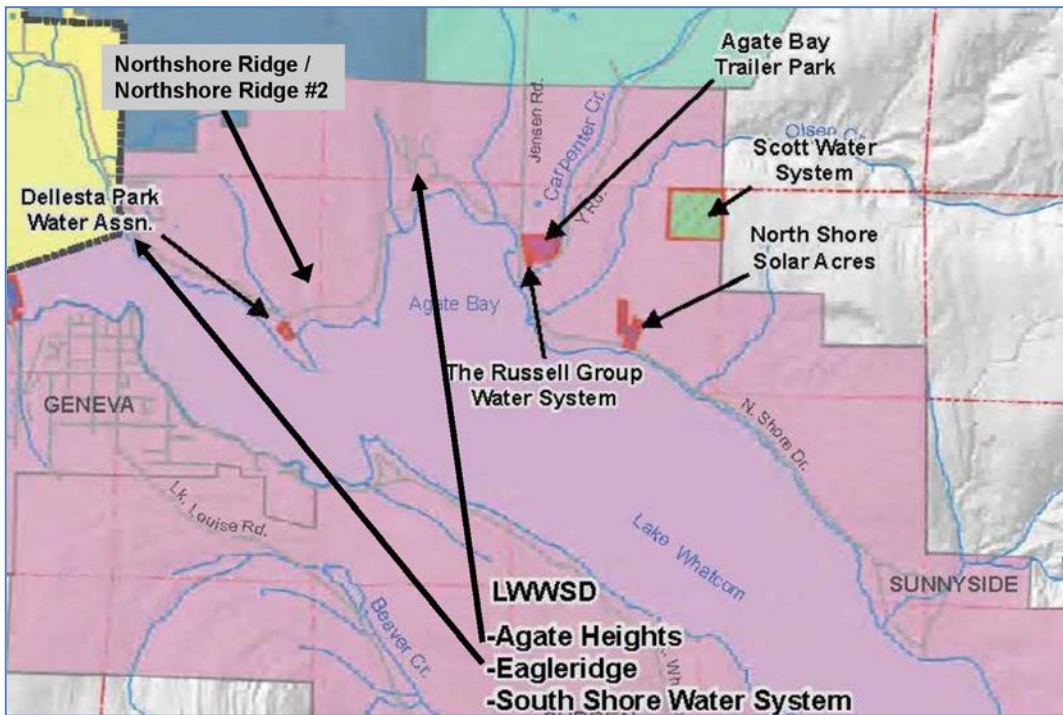 Northshore Ridge /
Northshore Ridge #2
Agate Bay
Trailer Park
Jensen Rd.
Carpenter Cr.
Y Rd.
Olsen Cr.
Scott Water
System
Dellesta Park
Water Assn.
North Shore
Solar Acres
Agate Bay
The Russell Group
Water System
GENEVA
N. Shore Dr.
Lk. Louise Rd.
Lake Whatcom
SUNNYSIDE
Beaver Cr.
LWWSD
-Agate Heights
-Eagleridge
-South Shore Water System